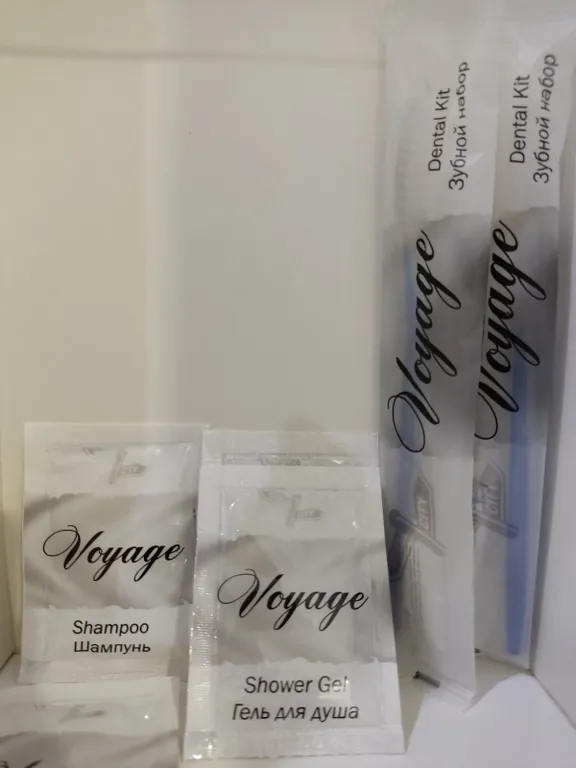 Dental Kit
Зубной набор
Voyage
Dental Kit
Зубной набор
Voyage
Voyage
Shampoo
Шампунь
Voyage
Shower Gel
Гель для душа